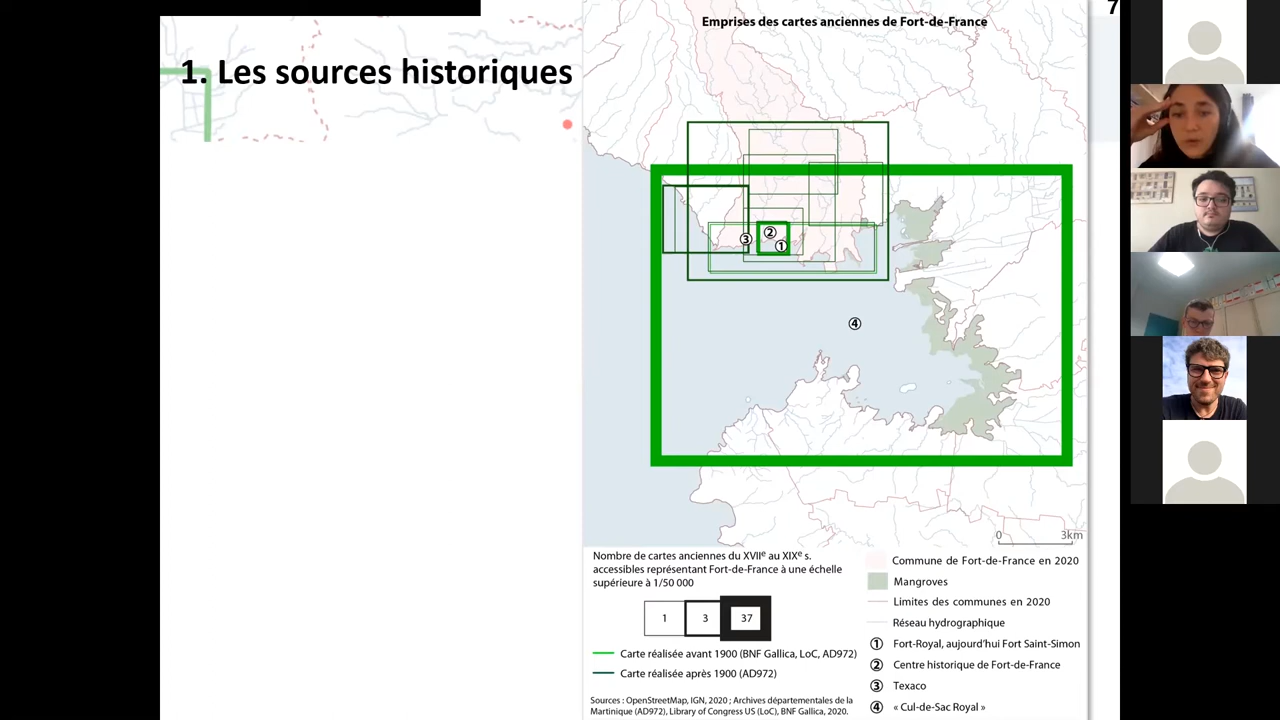 7
1. Les sources historiques
Emprises des cartes anciennes de Fort-de-France
③
②
①
④
0 3km
Nombre de cartes anciennes du XVIIe au XIXe s.
accessibles représentant Fort-de-France à une échelle
supérieure à 1/50 000
1 3 37
Carte réalisée avant 1900 (BNF Gallica, LoC, AD972)
Carte réalisée après 1900 (AD972)
Sources : OpenStreetMap, IGN, 2020 ; Archives départementales de la
Martinique (AD972), Library of Congress US (LoC), BNF Gallica, 2020.
Commune de Fort-de-France en 2020
Mangroves
Limites des communes en 2020
Réseau hydrographique
① Fort-Royal, aujourd'hui Fort Saint-Simon
② Centre historique de Fort-de-France
③ Texaco
④ « Cul-de-Sac Royal »